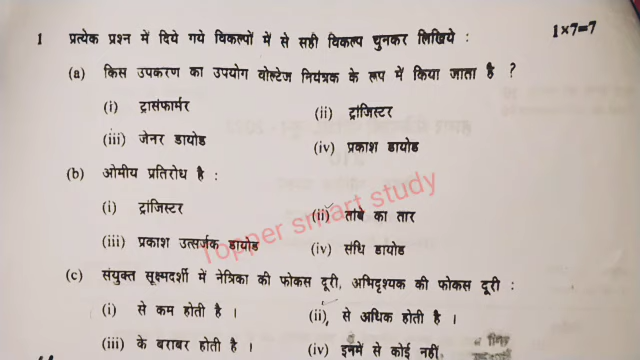 1 प्रत्येक प्रश्न में दिये गये विकल्पों में से सही विकल्प चुनकर लिखिये : 1×7=7
(a) किस उपकरण का उपयोग वोल्टेज नियंत्रक के रूप में किया जाता है ?
(i) ट्रासंफार्मर (ii) ट्रांजिस्टर
(iii) जेनर डायोड (iv) प्रकाश डायोड
(b) ओमीय प्रतिरोध है :
(i) ट्रांजिस्टर (ii) तांबे का तार
(iii) प्रकाश उत्सर्जक डायोड (iv) संधि डायोड
Topper smart study
(c) संयुक्त सूक्ष्मदर्शी में नेत्रिका की फोकस दूरी, अभिदृश्यक की फोकस दूरी :
(i) से कम होती है । (ii) से अधिक होती है ।
(iii) के बराबर होती है । (iv) इनमें से कोई नहीं